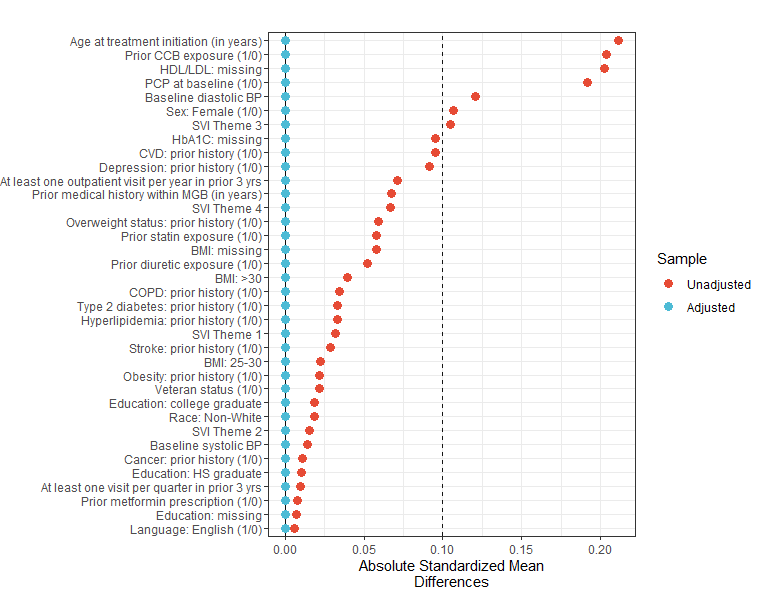 Age at treatment initiation (in years)
Prior CCB exposure (1/0)
HDL/LDL: missing
PCP at baseline (1/0)
Baseline diastolic BP
Sex: Female (1/0)
SVI Theme 3
HbA1C: missing
CVD: prior history (1/0)
Depression: prior history (1/0)
At least one outpatient visit per year in prior 3 yrs
Prior medical history within MGB (in years)
SVI Theme 4
Overweight status: prior history (1/0)
Prior statin exposure (1/0)
BMI: missing
Prior diuretic exposure (1/0)
BMI: >30
COPD: prior history (1/0)
Type 2 diabetes: prior history (1/0)
Hyperlipidemia: prior history (1/0)
SVI Theme 1
Stroke: prior history (1/0)
BMI: 25-30
Obesity: prior history (1/0)
Veteran status (1/0)
Education: college graduate
Race: Non-White
SVI Theme 2
Baseline systolic BP
Cancer: prior history (1/0)
Education: HS graduate
At least one visit per quarter in prior 3 yrs
Prior metformin prescription (1/0)
Education: missing
Language: English (1/0)
0.00 0.05 0.10 0.15 0.20
Absolute Standardized Mean
Differences
Sample
Unadjusted
Adjusted